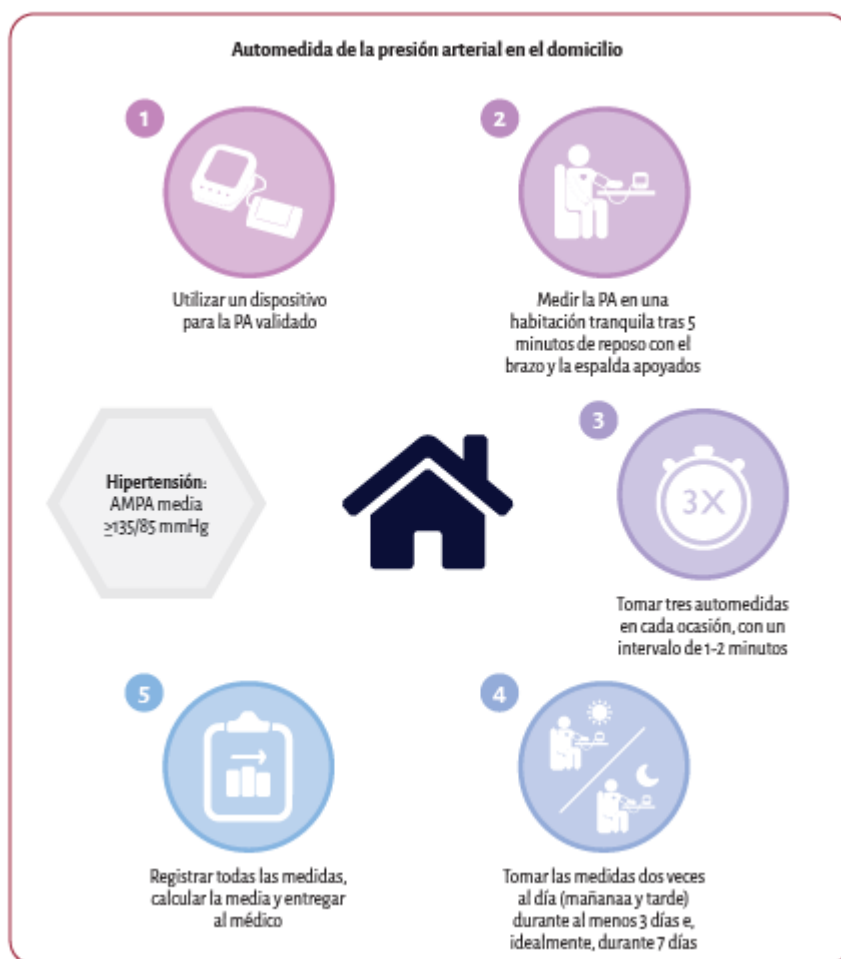 Automedida de la presión arterial en el domicilio
1
Utilizar un dispositivo
para la PA validado
2
Medir la PA en una
habitación tranquila tras 5
minutos de reposo con el
brazo y la espalda apoyados
3
3X
Tomar tres automedidas
en cada ocasión, con un
intervalo de 1-2 minutos
Hipertensión:
AMPA media
≥135/85 mmHg
5
Registrar todas las medidas,
calcular la media y entregar
al médico
4
Tomar las medidas dos veces
al día (mañanaa y tarde)
durante al menos 3 días e,
idealmente, durante 7 días